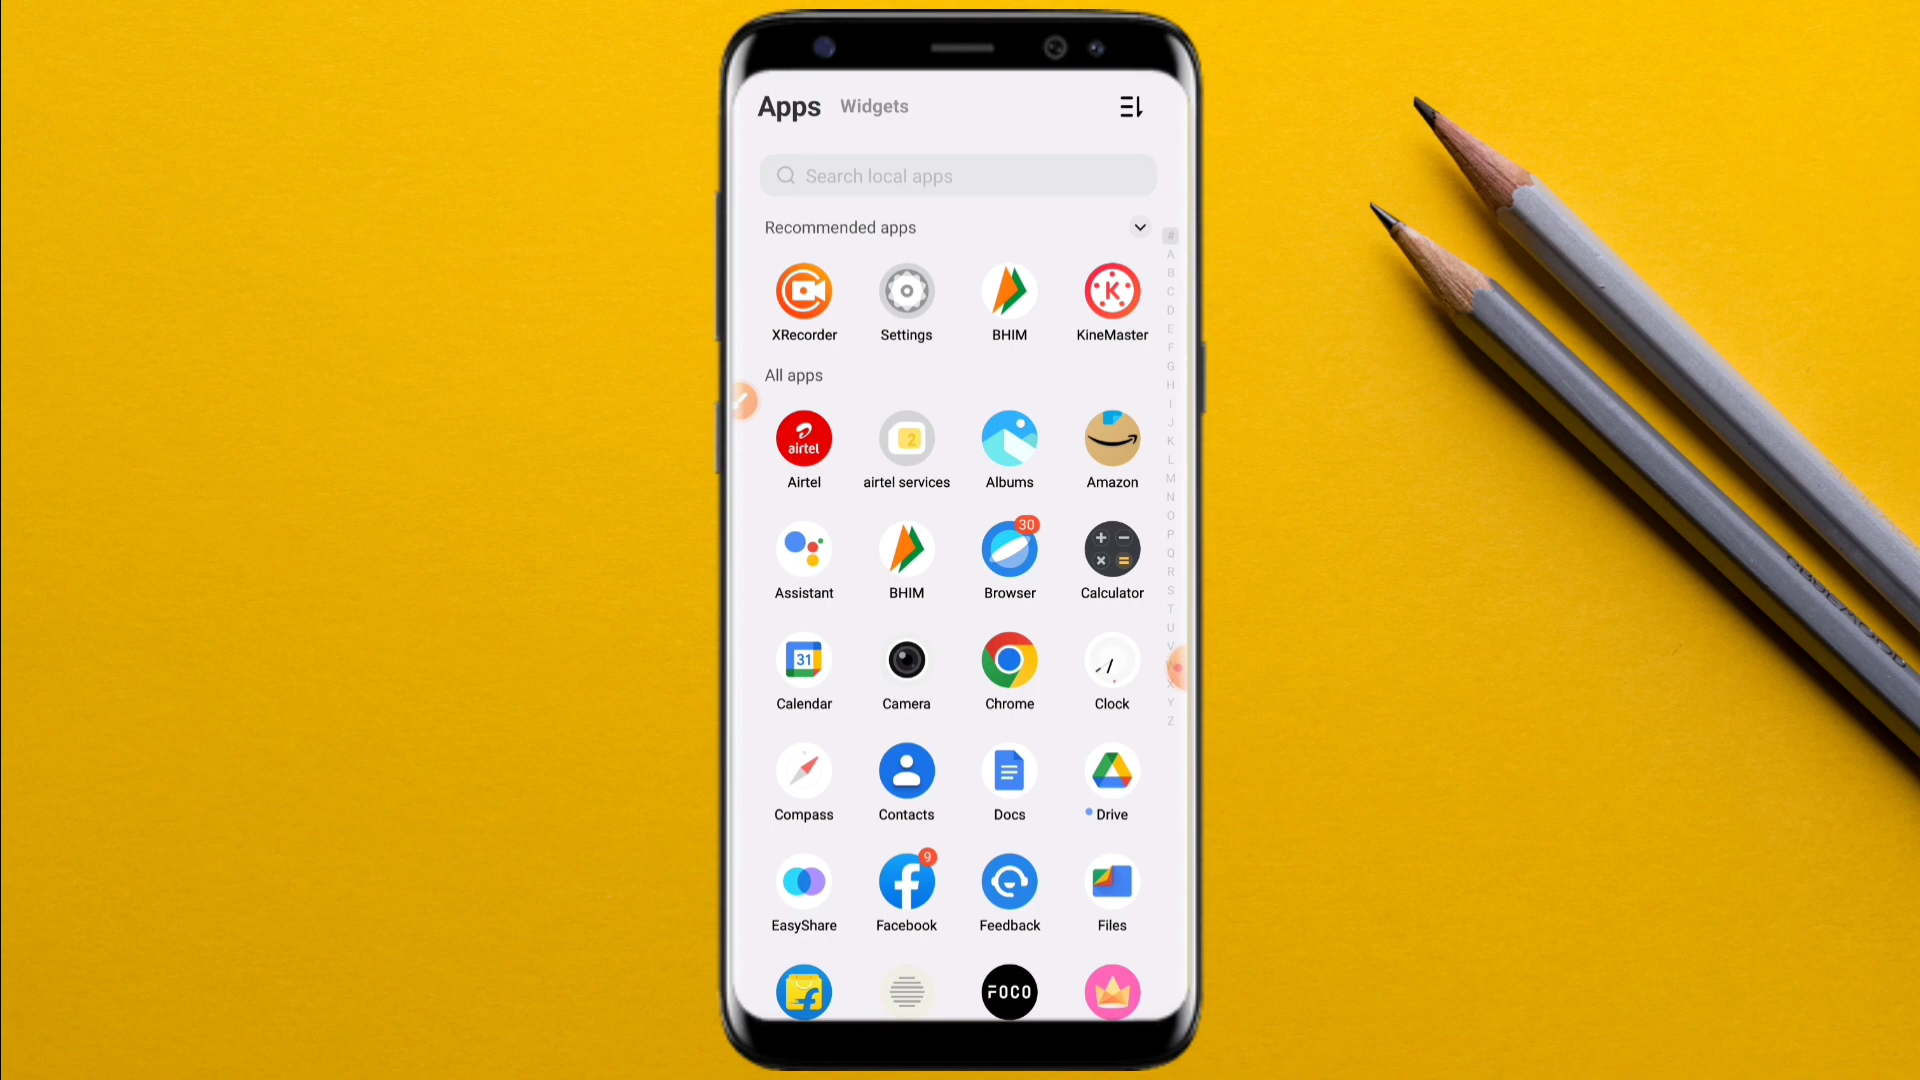 Apps Widgets
Search local apps
Recommended apps
XRecorder Settings BHIM KineMaster
All apps
airtel 2
Airtel airtel services Albums Amazon
30
Assistant BHIM Browser Calculator
31
Calendar Camera Chrome Clock
Compass Contacts Docs Drive
9
EasyShare Facebook Feedback Files
FOCO
#
A
B
C
D
E
F
G
H
I
J
K
L
M
N
O
P
Q
R
S
T
U
V
X
Y
Z